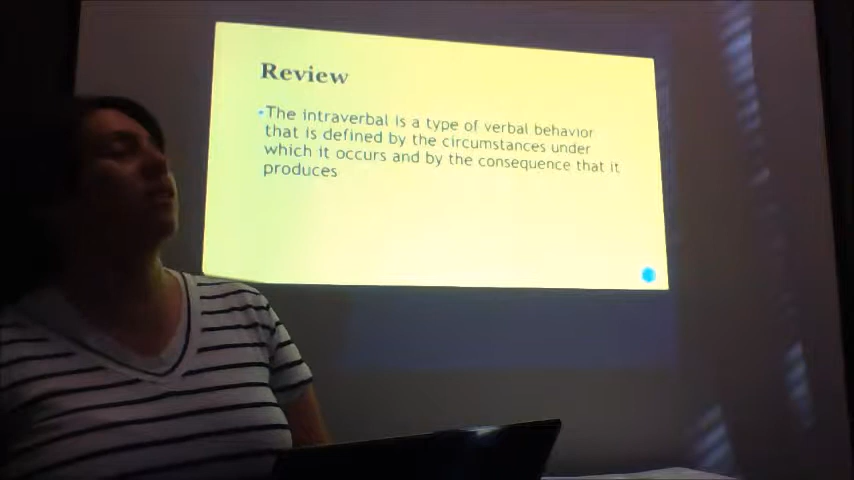 Review
•The intraverbal is a type of verbal behavior
that is defined by the circumstances under
which it occurs and by the consequence that it
produces